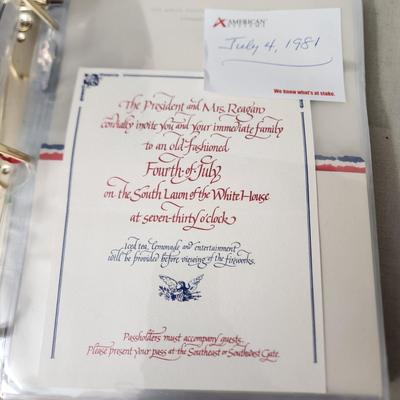 AMERICAN
SYSTEMS
July 4, 1981
We know what's at stake.
The President and Mrs. Reagan
cordially invite you and your immediate family
to an old-fashioned
Fourth of July
on the South Lawn of the White House
at seven-thirty o'clock
Iced tea, lemonade and entertainment
will be provided before viewing of the fireworks.
Passholders must accompany guests.
Please present your pass at the Southeast or Southwest Gate.